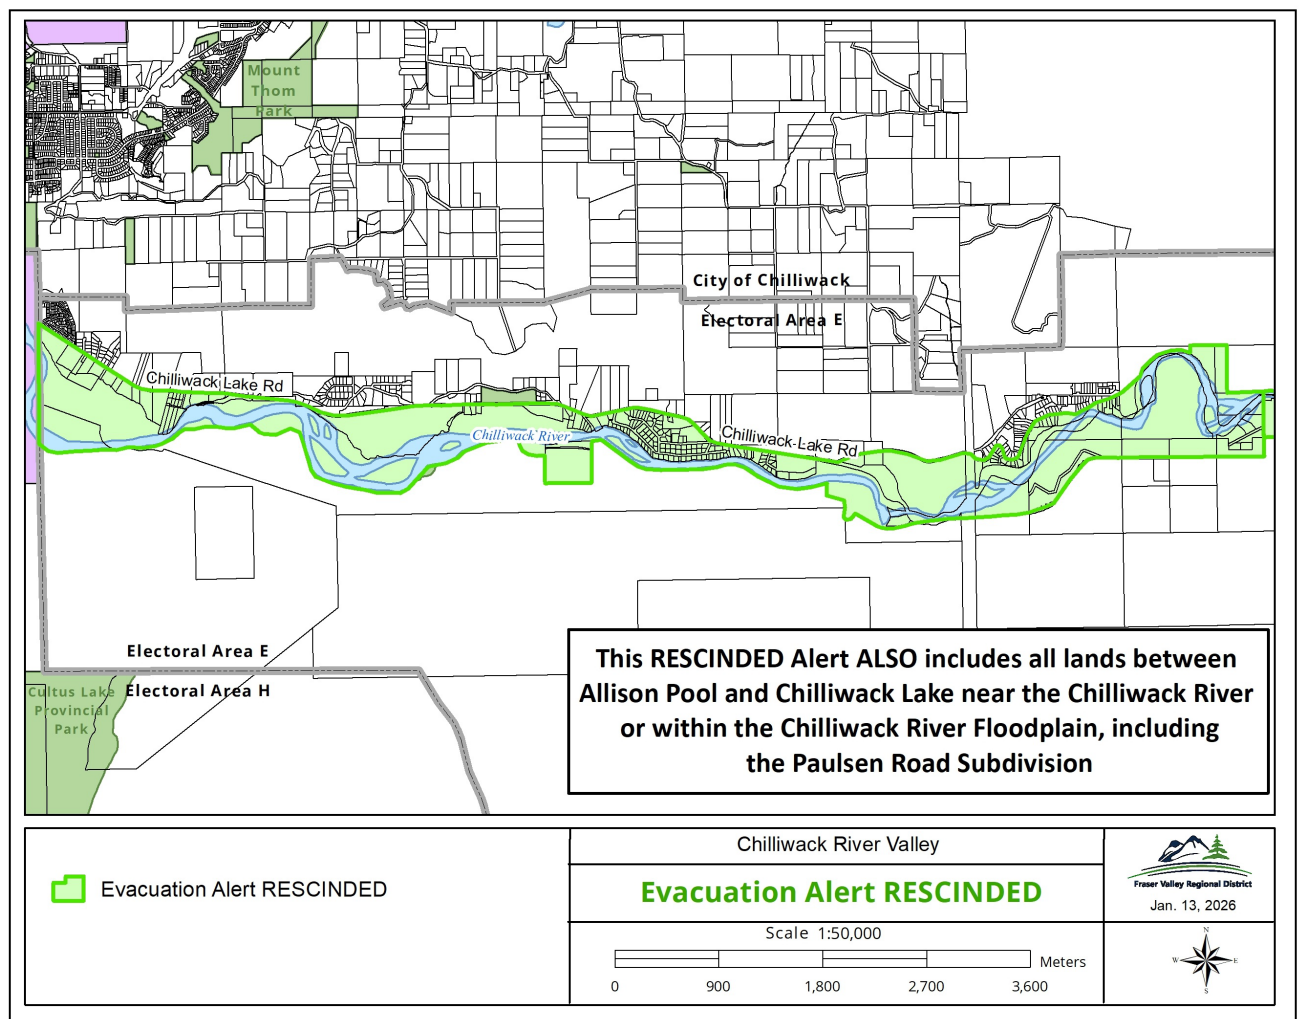 Mount
Thom
Park
City of Chilliwack
Electoral Area E
Chilliwack Lake Rd
Chilliwack River
Chilliwack Lake Rd
Electoral Area E
Electoral Area H
Cultus Lake
Provincial
Park
This RESCINDED Alert ALSO includes all lands between
Allison Pool and Chilliwack Lake near the Chilliwack River
or within the Chilliwack River Floodplain, including
the Paulsen Road Subdivision
Evacuation Alert RESCINDED
Chilliwack River Valley
Evacuation Alert RESCINDED
Scale 1:50,000
Meters
0 900 1,800 2,700 3,600
Fraser Valley Regional District
Jan. 13, 2026
N
W E
S